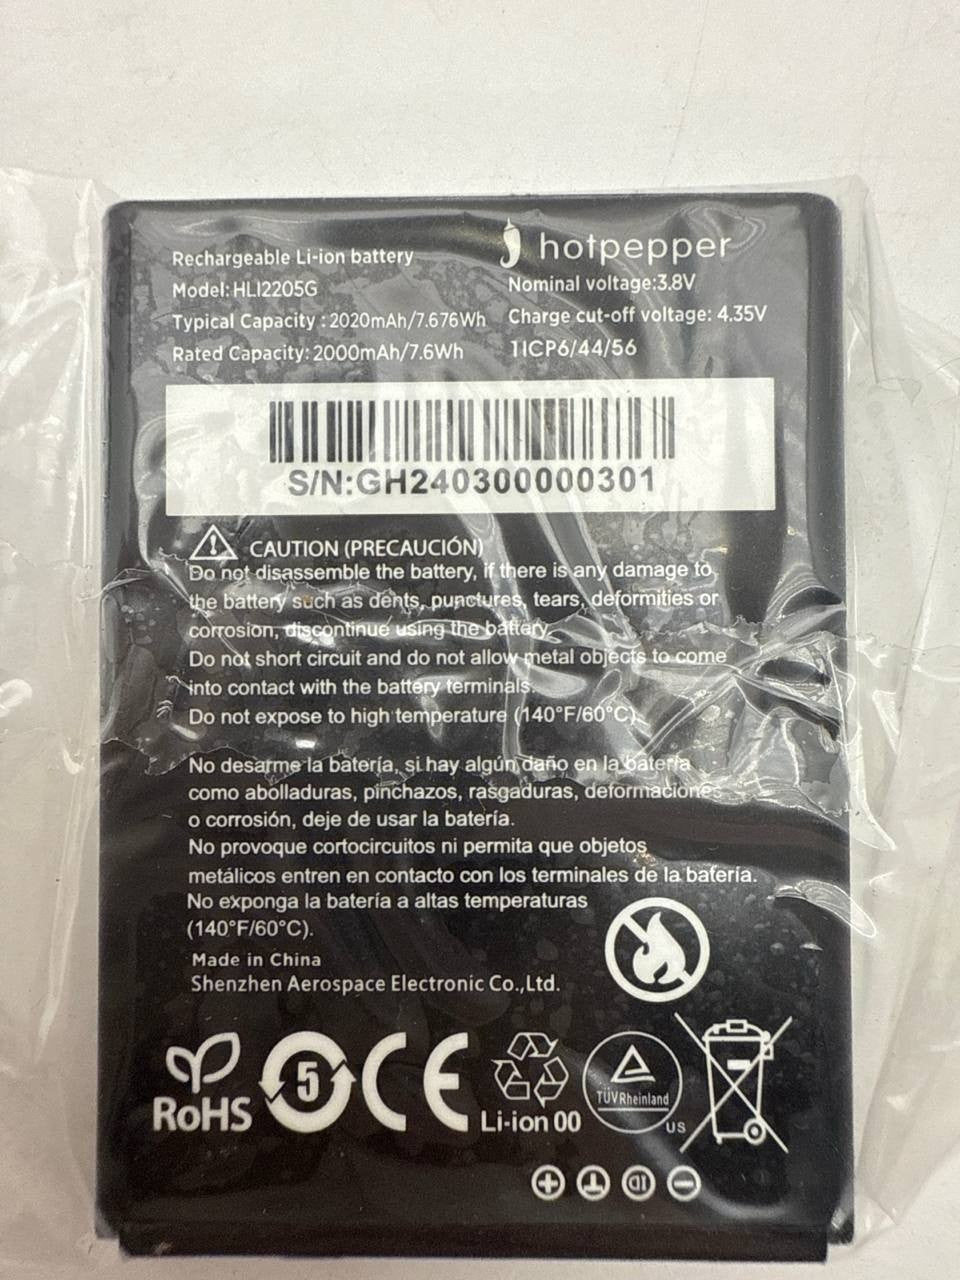 hotpepper
Rechargeable Li-ion battery
Model: HLI2205G
Typical Capacity : 2020mAh/7.676Wh
Rated Capacity: 2000mAh/7.6Wh
Nominal voltage:3.8V
Charge cut-off voltage: 4.35V
1ICP6/44/56
S/N:GH240300000301
CAUTION (PRECAUCIÓN)
Do not disassemble the battery, if there is any damage to
the battery such as dents, punctures, tears, deformities or
corrosion, discontinue using the battery.
Do not short circuit and do not allow metal objects to come
into contact with the battery terminals.
Do not expose to high temperature (140°F/60°C).
No desarme la batería, si hay algún daño en la batería
como abolladuras, pinchazos, rasgaduras, deformaciones
o corrosión, deje de usar la batería.
No provoque cortocircuitos ni permita que objetos
metálicos entren en contacto con los terminales de la batería.
No exponga la batería a altas temperaturas
(140°F/60°C).
Made in China
Shenzhen Aerospace Electronic Co.,Ltd.
RoHS
5
CE
Li-ion 00
TÜVRheinland
US
+ T ID −